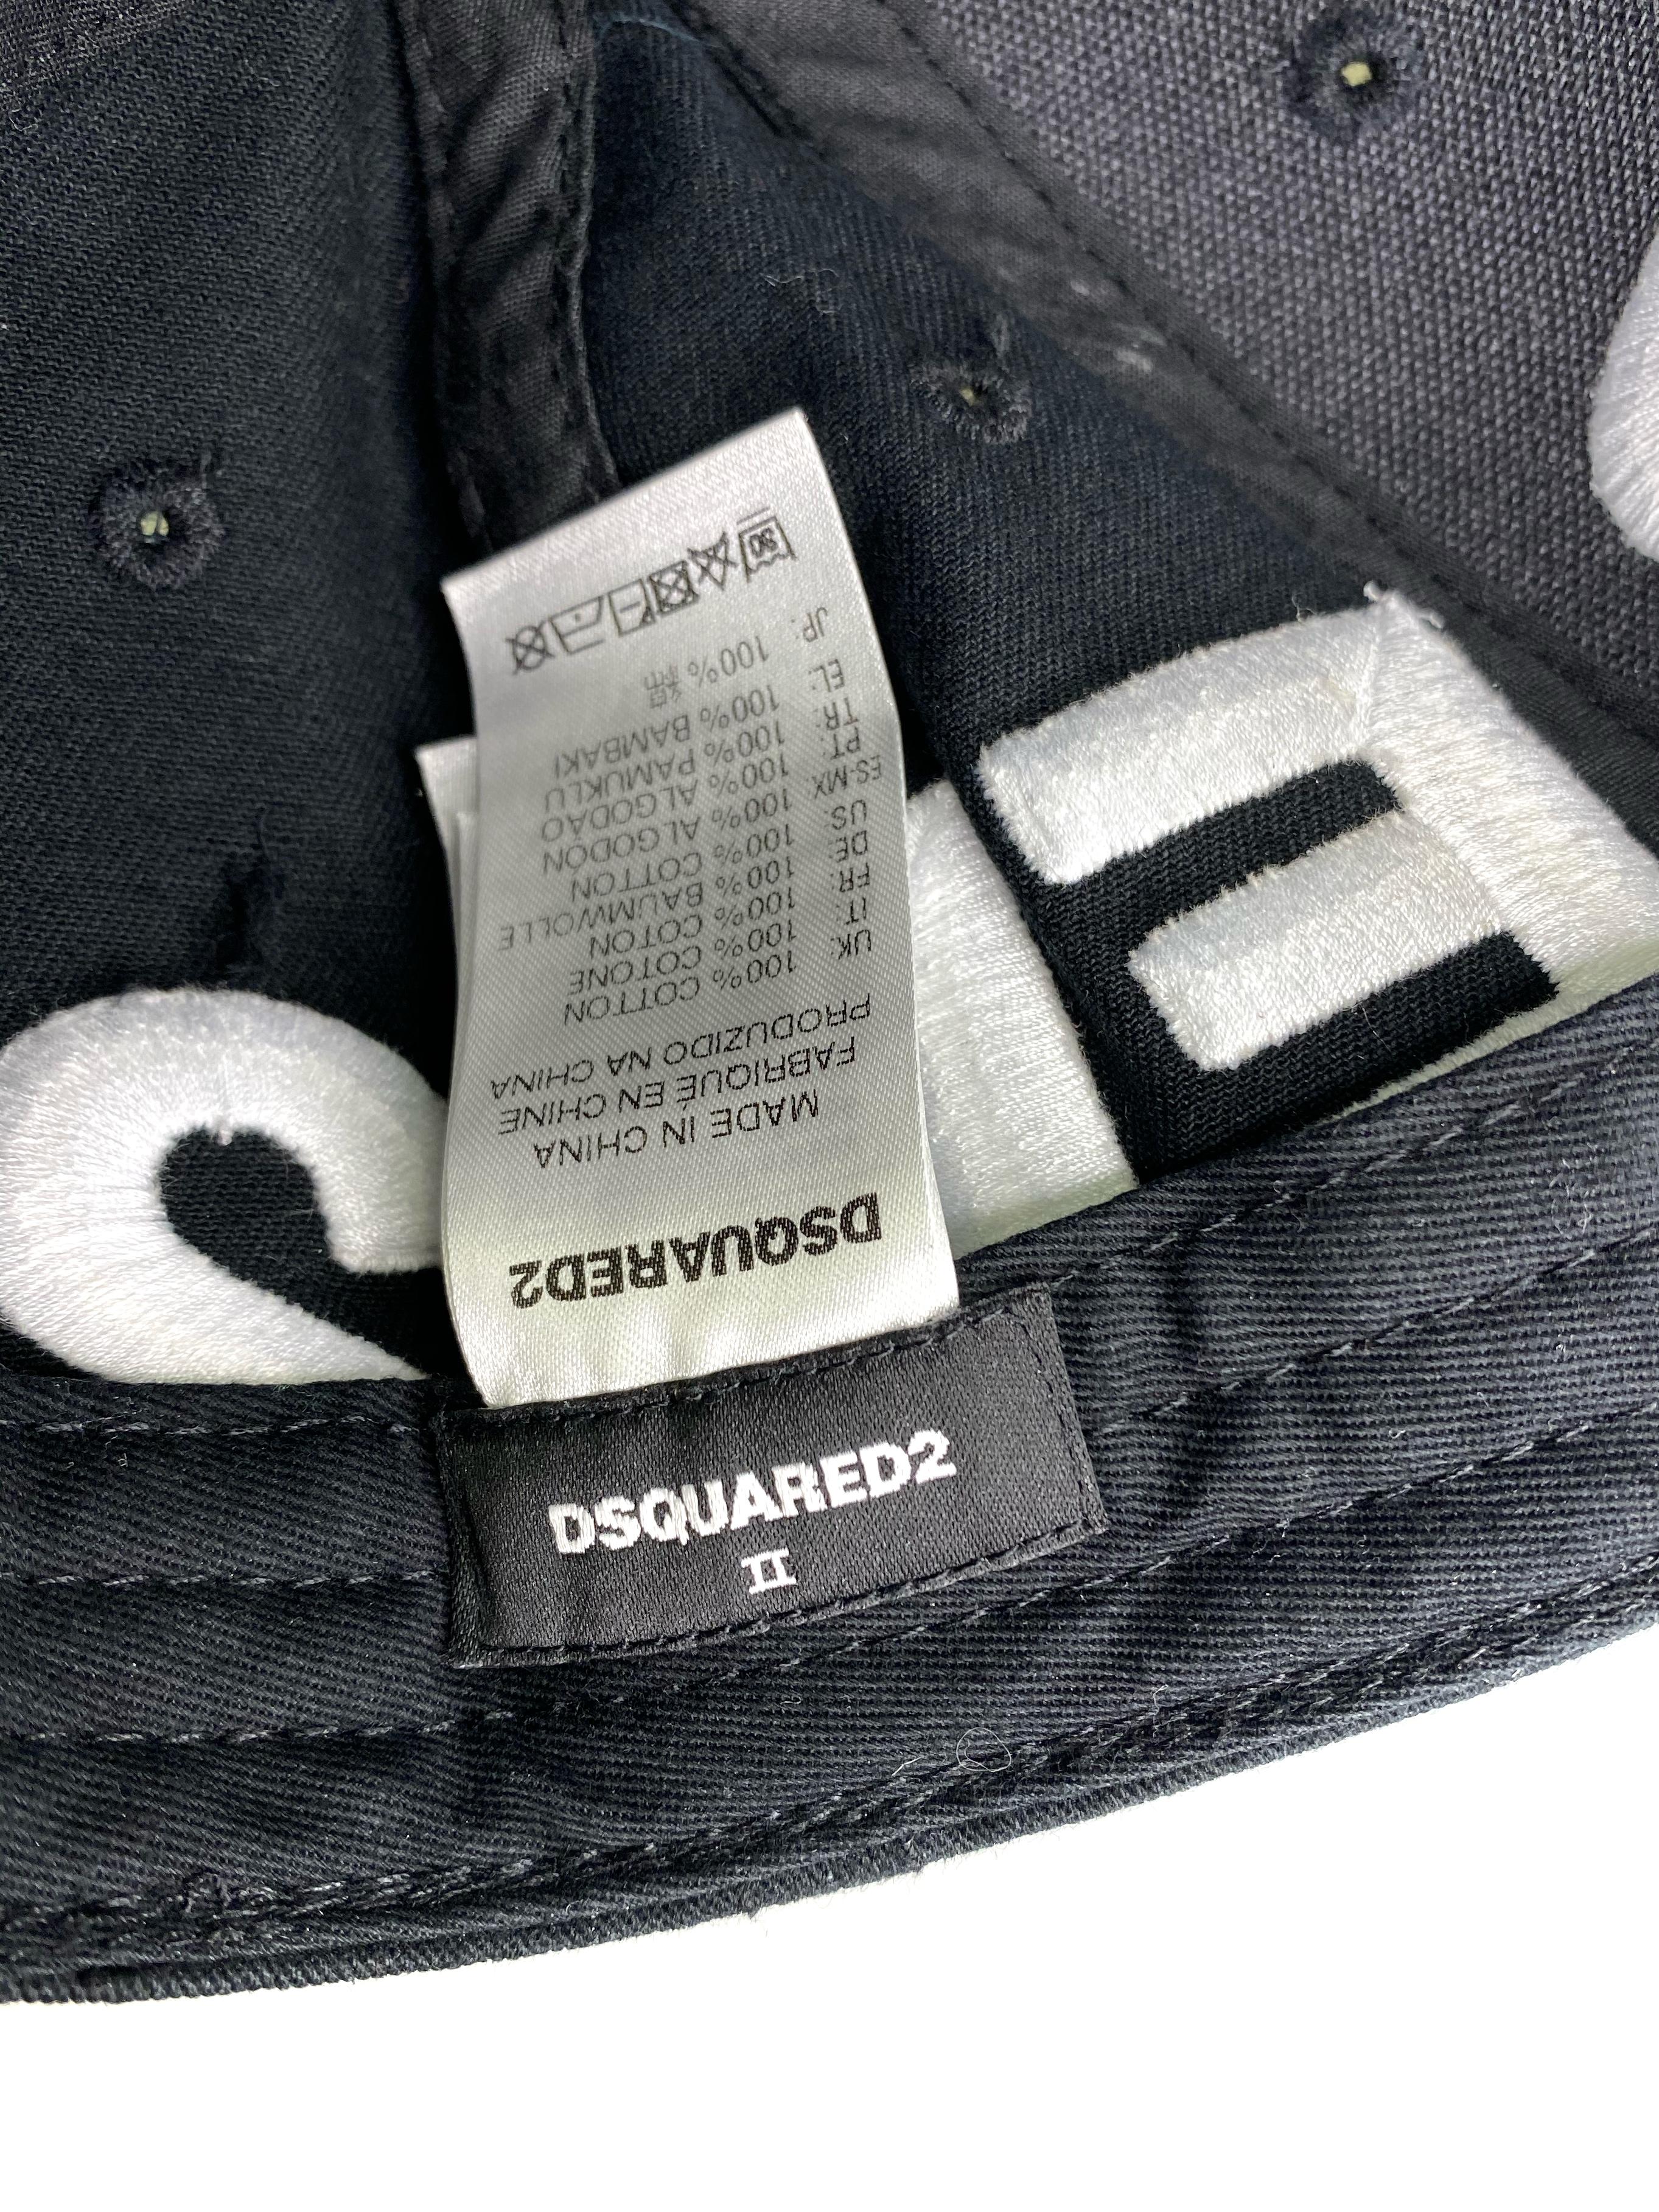 DSQUARED2
MADE IN CHINA
FABRIQUÉ EN CHINE
PRODUZIDO NA CHINA
UK: 100% COTTON
IT: 100% COTONE
FR: 100% COTON
DE: 100% BAUMWOLLE
US: 100% COTTON
ES-MX: 100% ALGODON
PT: 100% ALGODAO
TR: 100% PAMUKLU
EL: 100% BAMBAKI
JP: 100% 綿
DSQUARED2
II